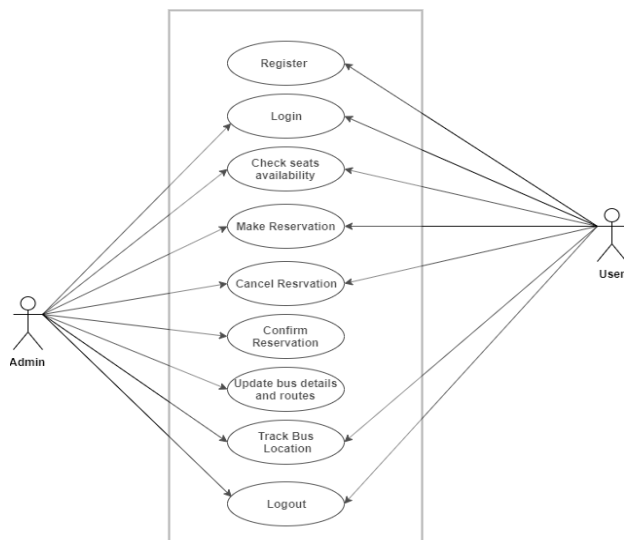 Register
Login
Check seats
availability
Make Reservation
User
Cancel Resrvation
Admin
Confirm
Reservation
Update bus details
and routes
Track Bus
Location
Logout